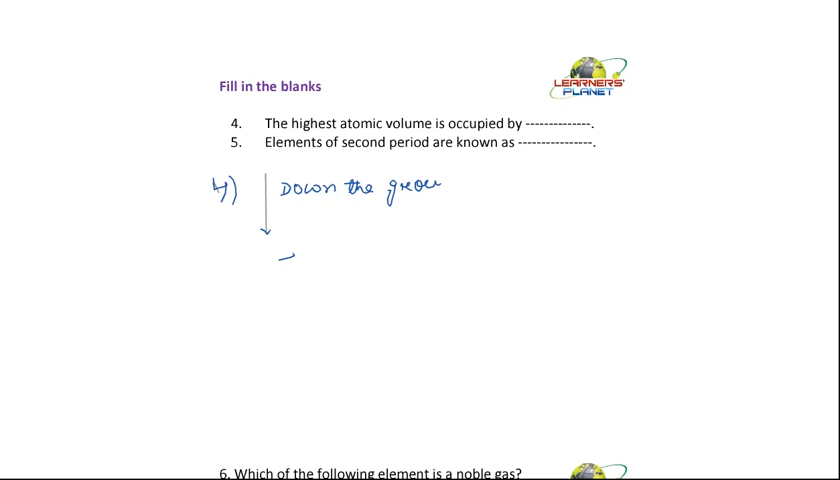 Fill in the blanks
LEARNERS'
PLANET
4. The highest atomic volume is occupied by --------------.
5. Elements of second period are known as ----------------.
4) Down the grou
6. Which of the following element is a noble gas?